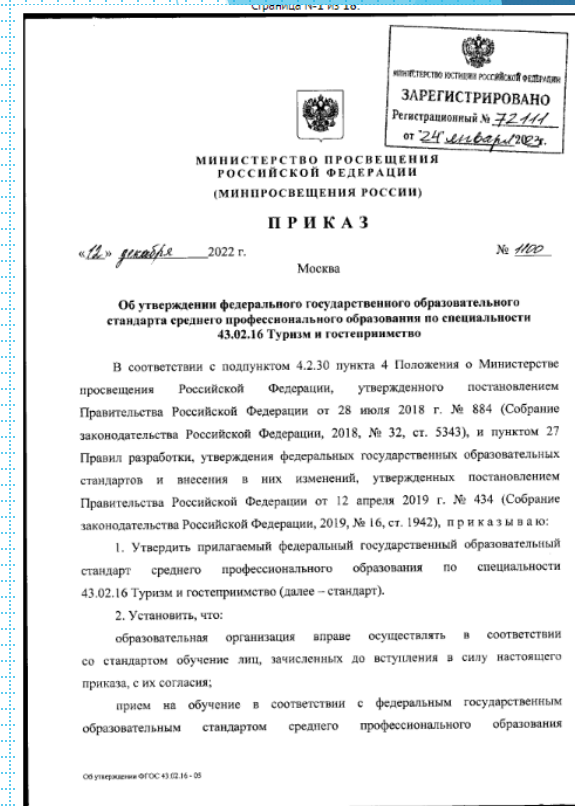 Страница №1 из 18.
МИНИСТЕРСТВО ЮСТИЦИИ РОССИЙСКОЙ ФЕДЕРАЦИИ
ЗАРЕГИСТРИРОВАНО
Регистрационный № 72111
от "24 января 2023г.
МИНИСТЕРСТВО ПРОСВЕЩЕНИЯ
РОССИЙСКОЙ ФЕДЕРАЦИИ
(МИНПРОСВЕЩЕНИЯ РОССИИ)
ПРИКАЗ
«12» декабря 2022 г. № 1100
Москва
Об утверждении федерального государственного образовательного
стандарта среднего профессионального образования по специальности
43.02.16 Туризм и гостеприимство
В соответствии с подпунктом 4.2.30 пункта 4 Положения о Министерстве
просвещения Российской Федерации, утвержденного постановлением
Правительства Российской Федерации от 28 июля 2018 г. № 884 (Собрание
законодательства Российской Федерации, 2018, № 32, ст. 5343), и пунктом 27
Правил разработки, утверждения федеральных государственных образовательных
стандартов и внесения в них изменений, утвержденных постановлением
Правительства Российской Федерации от 12 апреля 2019 г. № 434 (Собрание
законодательства Российской Федерации, 2019, № 16, ст. 1942), п р и к а з ы в а ю:
1. Утвердить прилагаемый федеральный государственный образовательный
стандарт среднего профессионального образования по специальности
43.02.16 Туризм и гостеприимство (далее – стандарт).
2. Установить, что:
образовательная организация вправе осуществлять в соответствии
со стандартом обучение лиц, зачисленных до вступления в силу настоящего
приказа, с их согласия;
прием на обучение в соответствии с федеральным государственным
образовательным стандартом среднего профессионального образования
Об утверждении ФГОС 43.02.16 - 05